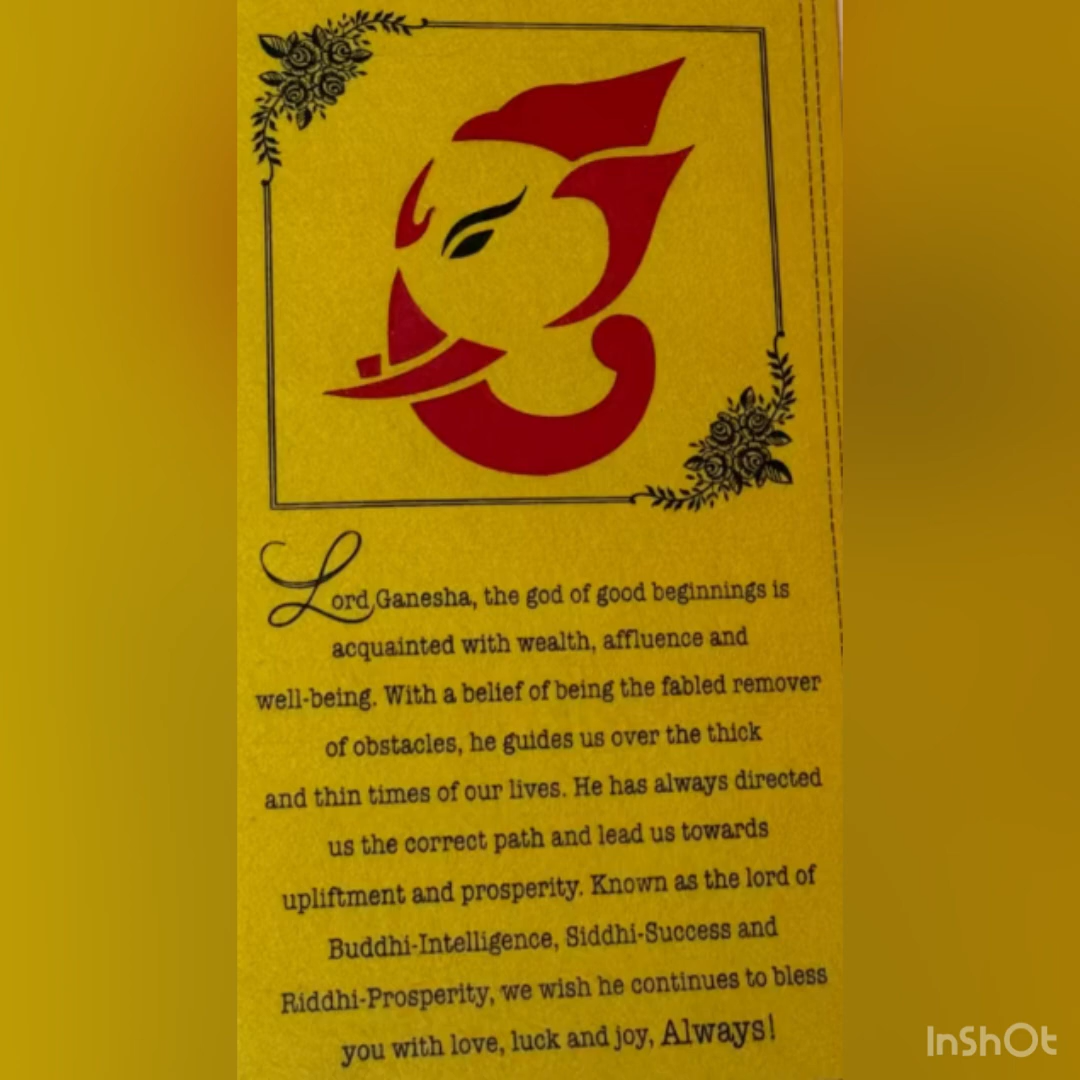 Lord Ganesha, the god of good beginnings is
acquainted with wealth, affluence and
well-being. With a belief of being the fabled remover
of obstacles, he guides us over the thick
and thin times of our lives. He has always directed
us the correct path and lead us towards
upliftment and prosperity. Known as the lord of
Buddhi-Intelligence, Siddhi-Success and
Riddhi-Prosperity, we wish he continues to bless
you with love, luck and joy, Always!
InShOt